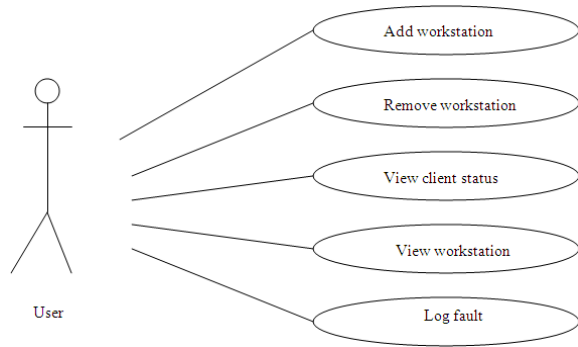 Add workstation
Remove workstation
View client status
View workstation
Log fault
User